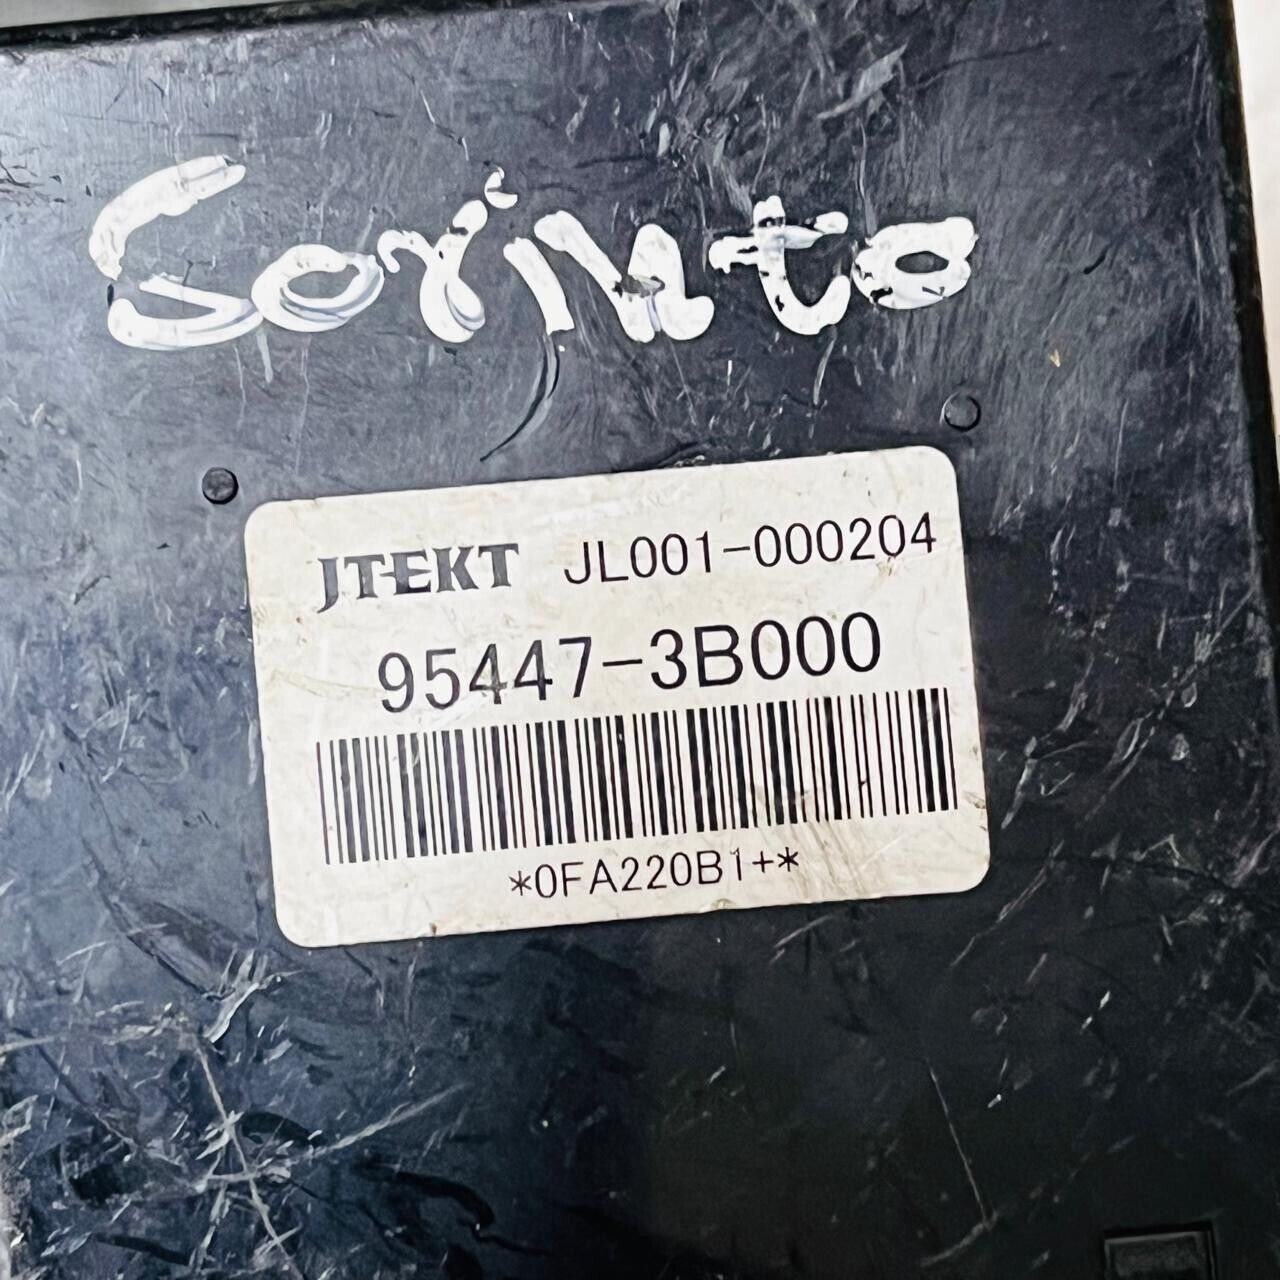 Sorinto
JTEKT JL001-000204
95447-3B000
*0FA220B1+*